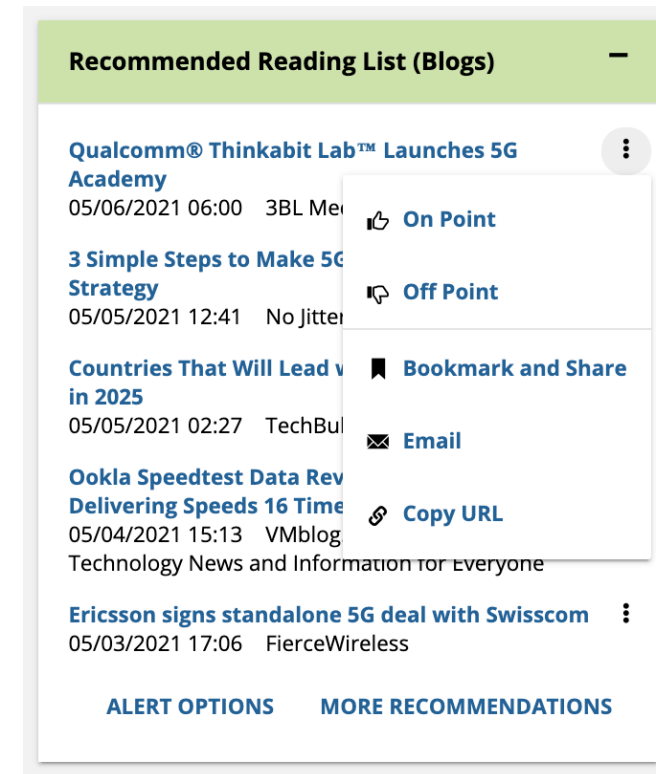 Recommended Reading List (Blogs)
Qualcomm® Thinkabit Lab™ Launches 5G
Academy
05/06/2021 06:00 3BL
On Point
3 Simple Steps to Make
Strategy
Off Point
05/05/2021 12:41 No Jitter
Countries That Will Lead
Bookmark and Share
in 2025
05/05/2021 02:27
Email
Ookla Speedtest Data
Delivering Speeds 16
Copy URL
05/04/2021 15:13 VMblog
Technology News and Information for Everyone
Ericsson signs standalone 5G deal with Swisscom
05/03/2021 17:06 FierceWireless
ALERT OPTIONS MORE RECOMMENDATIONS